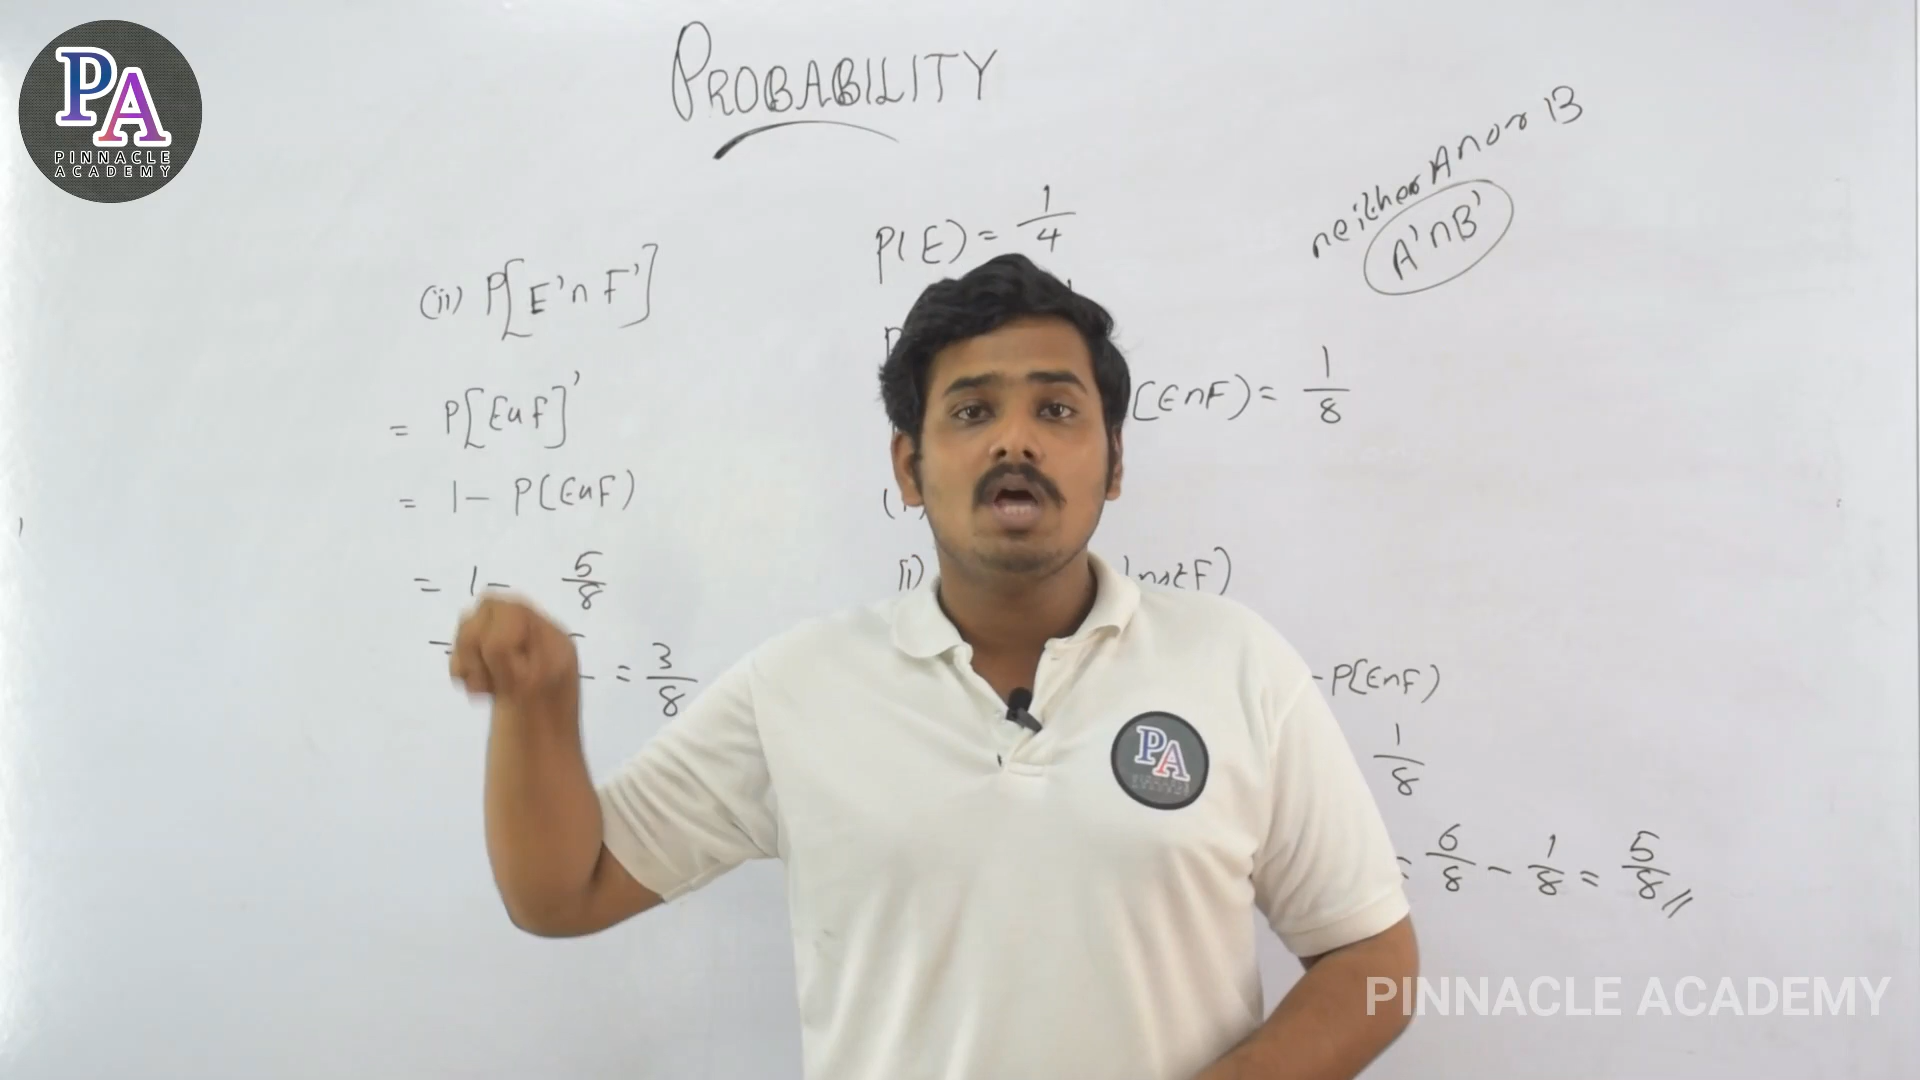 PA
PINNACLE
ACADEMY
PROBABILITY
neither A nor B
A'∩B'
(ii) P[E'∩F']
= P[E∪F]'
= 1- P(E∪F)
= 1- 5/8
= 3/8
P(E) = 1/4
(E∩F) = 1/8
(i)
-P(E∩F)
1/8
= 6/8 - 1/8 = 5/8 //
PA
PINNACLE ACADEMY